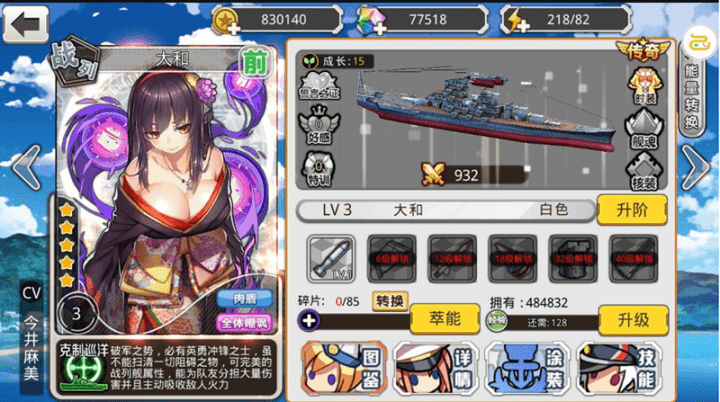 830140
77518
218/82
战列
大和
前
成长:15
传奇
能量转换
誓言之证
时装
0
好感
舰魂
0
特训
核装
932
LV 3 大和 白色 升阶
LV.1
6级解锁
12级解锁
18级解锁
32级解锁
40级解锁
CV
今井麻美
3
肉盾
全体嘲讽
碎片: 0/85 转换
萃能
拥有:484832
经验
还需:128
升级
克制巡洋
破军之势，必有英勇冲锋之士，虽
不能扫清一切阻碍之物，可完美的
战列舰属性，能为队友分担大量伤
害并且主动吸收敌人火力
图鉴
详情
涂装
技能